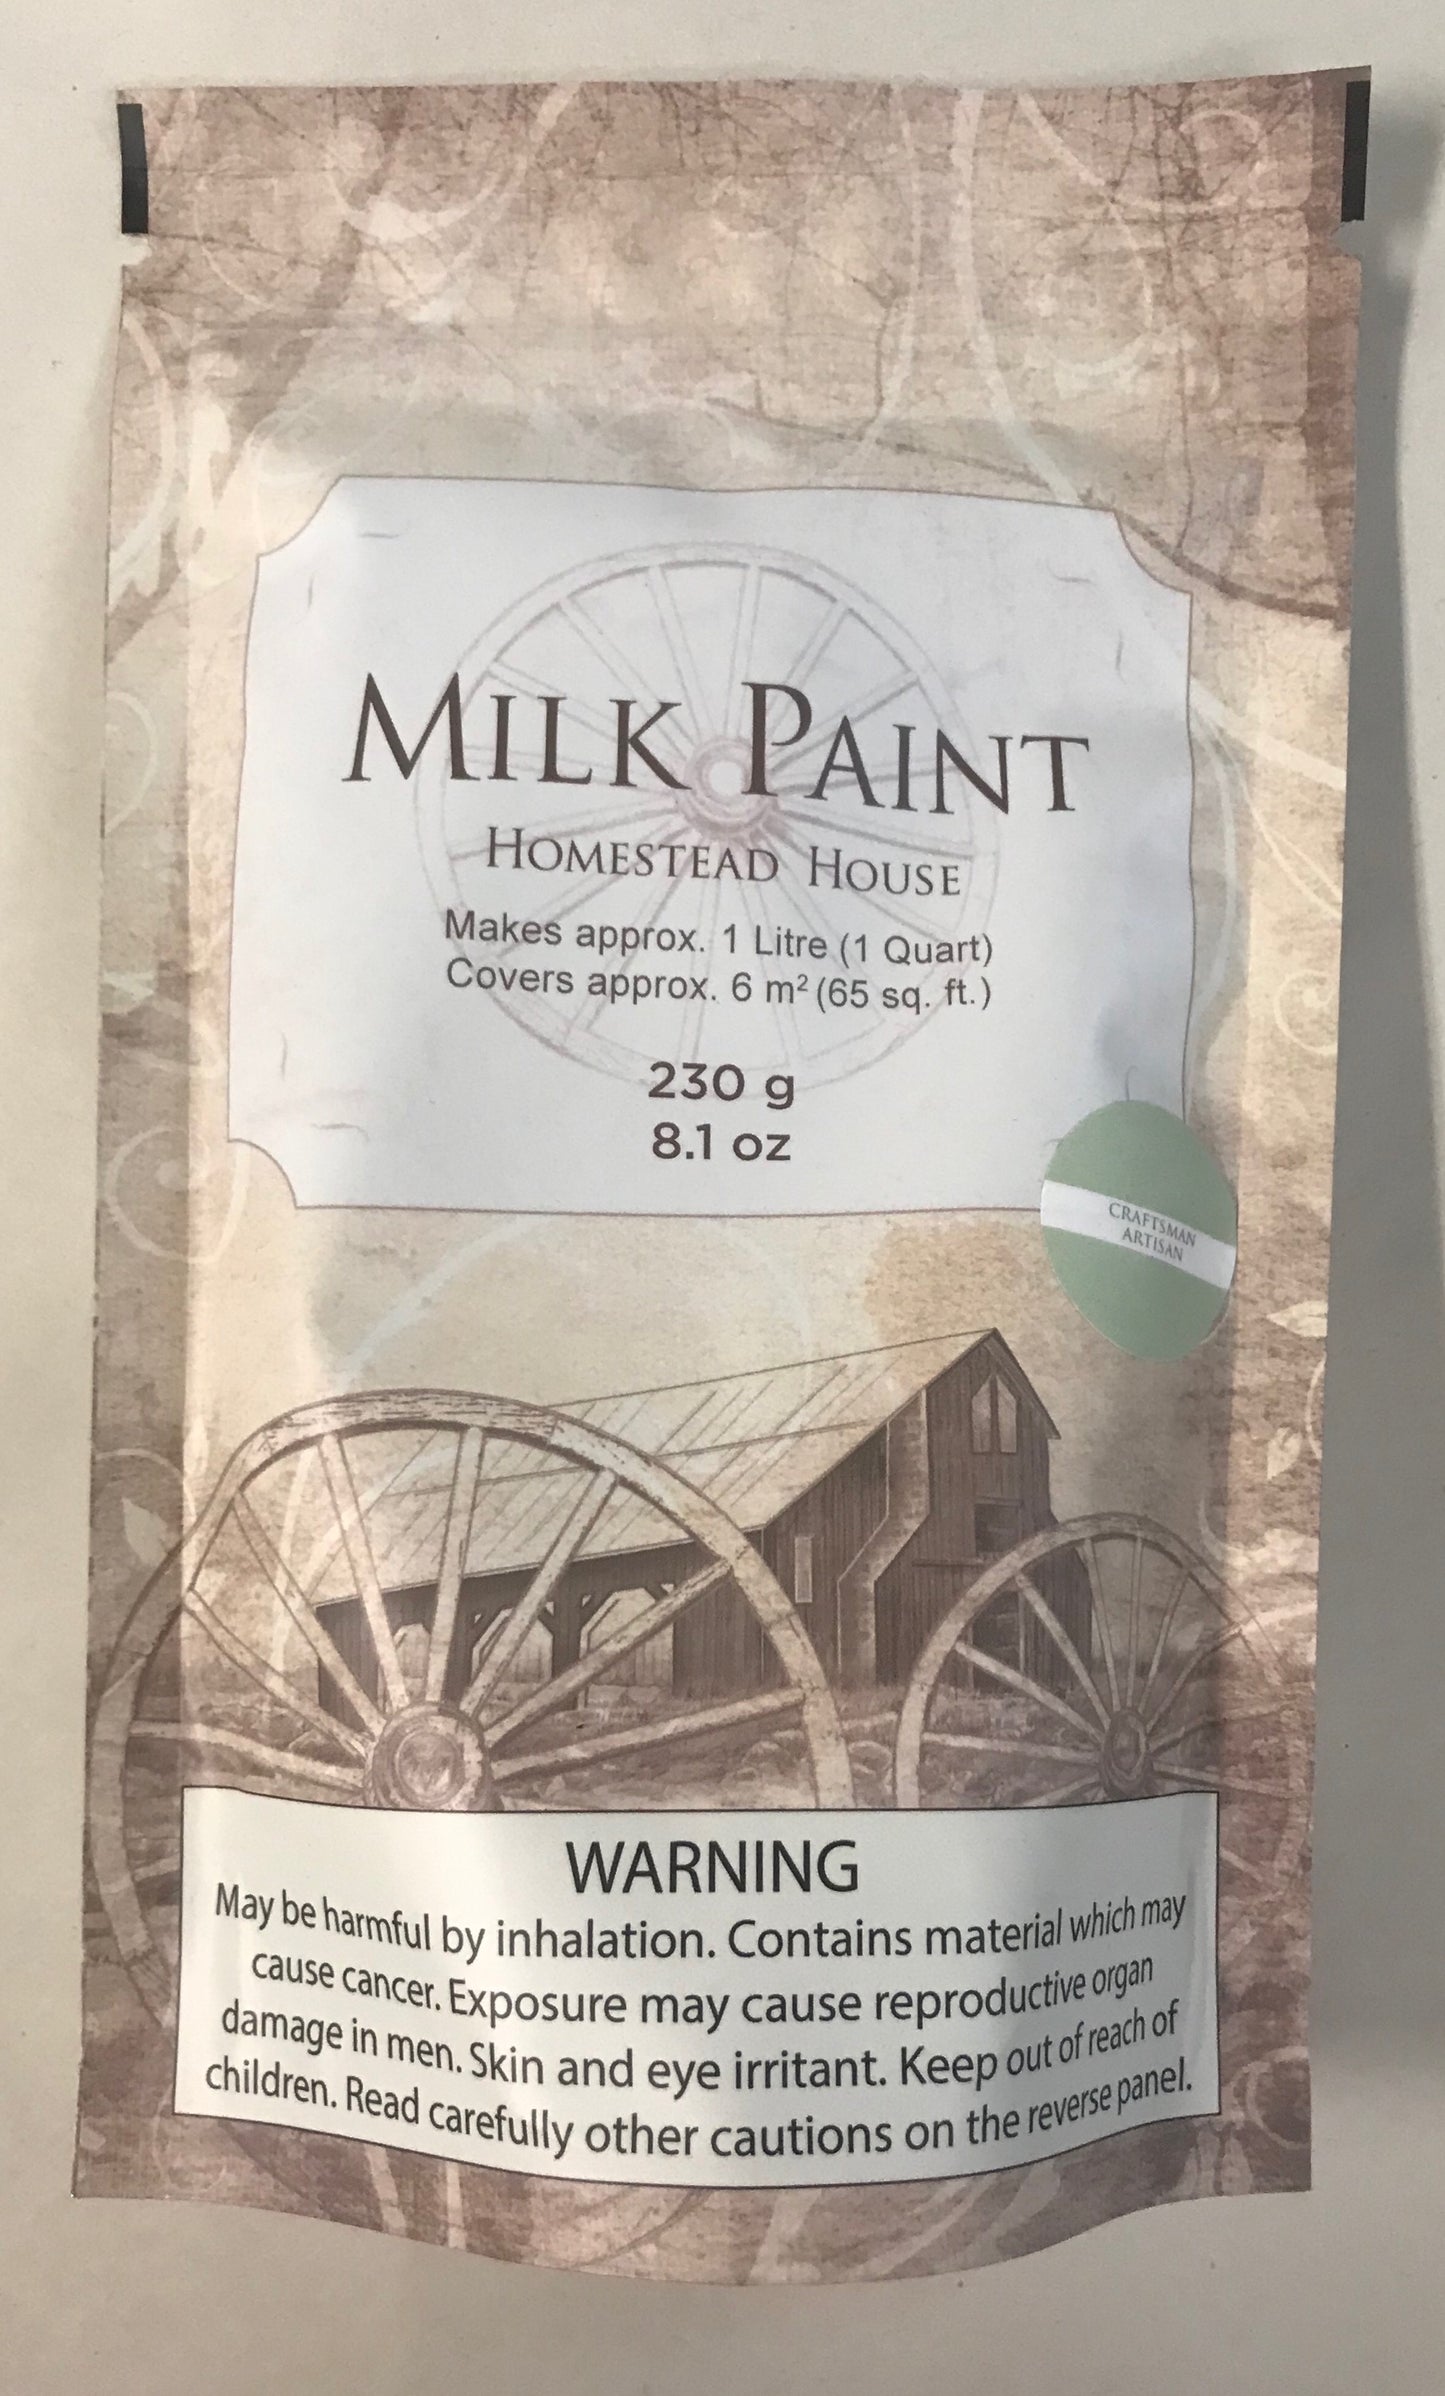 MILK PAINT
HOMESTEAD HOUSE
Makes approx. 1 Litre (1 Quart)
Covers approx. 6 m² (65 sq. ft.)
230 g
8.1 oz
CRAFTSMAN
ARTISAN
WARNING
May be harmful by inhalation. Contains material which may
cause cancer. Exposure may cause reproductive organ
damage in men. Skin and eye irritant. Keep out of reach of
children. Read carefully other cautions on the reverse panel.